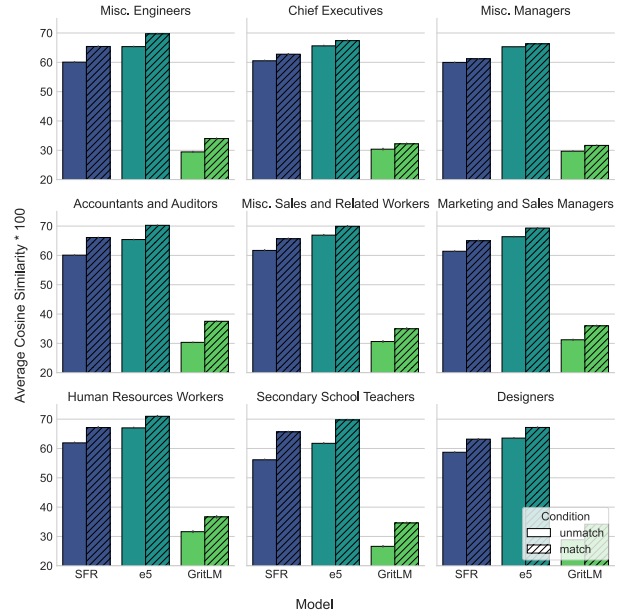 Misc. Engineers
Chief Executives
Misc. Managers
70
60
50
40
30
20
Accountants and Auditors
Misc. Sales and Related Workers
Marketing and Sales Managers
70
60
50
40
30
20
Human Resources Workers
Secondary School Teachers
Designers
70
60
50
40
30
20
Average Cosine Similarity * 100
Condition
unmatch
match
SFR e5 GritLM
SFR e5 GritLM
SFR e5 GritLM
Model